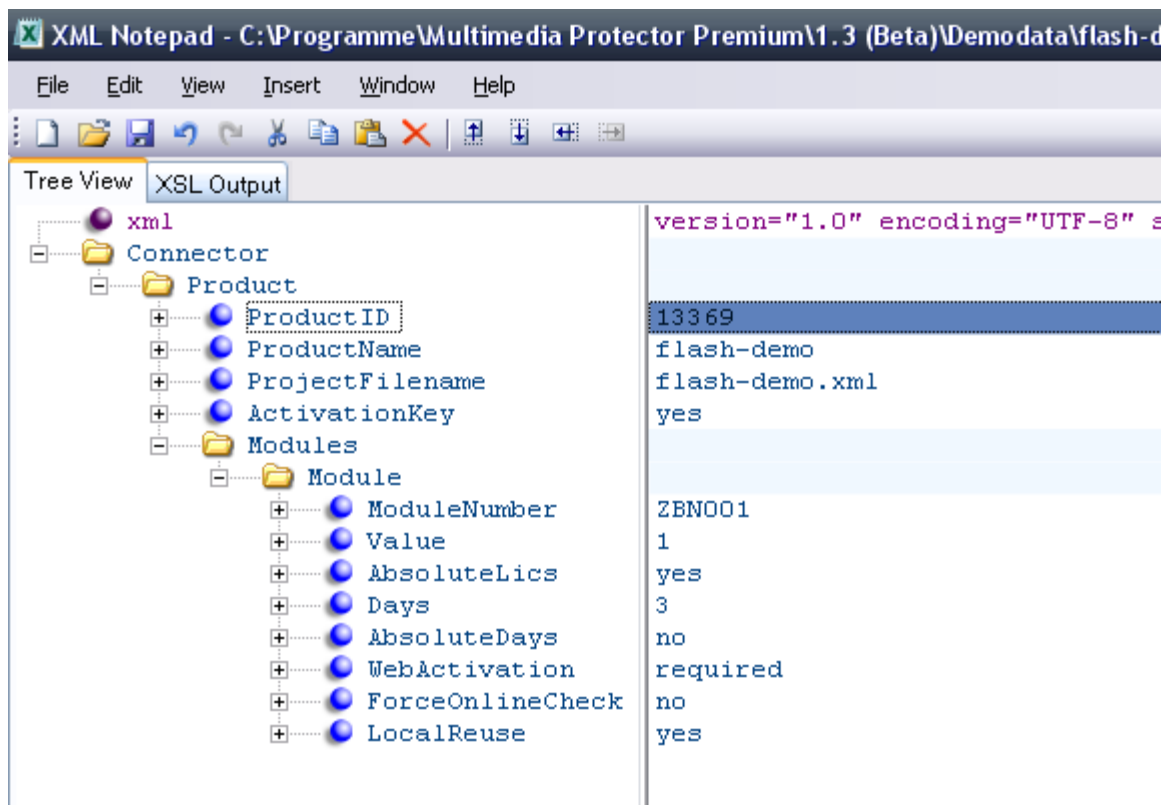 XML Notepad - C:\Programme\Multimedia Protector Premium\1.3 (Beta)\Demodata\flash-d
File Edit View Insert Window Help
Tree View XSL Output
xml version="1.0" encoding="UTF-8" s
Connector
Product
ProductID 13369
ProductName flash-demo
ProjectFilename flash-demo.xml
ActivationKey yes
Modules
Module
ModuleNumber ZBN001
Value 1
AbsoluteLics yes
Days 3
AbsoluteDays no
WebActivation required
ForceOnlineCheck no
LocalReuse yes